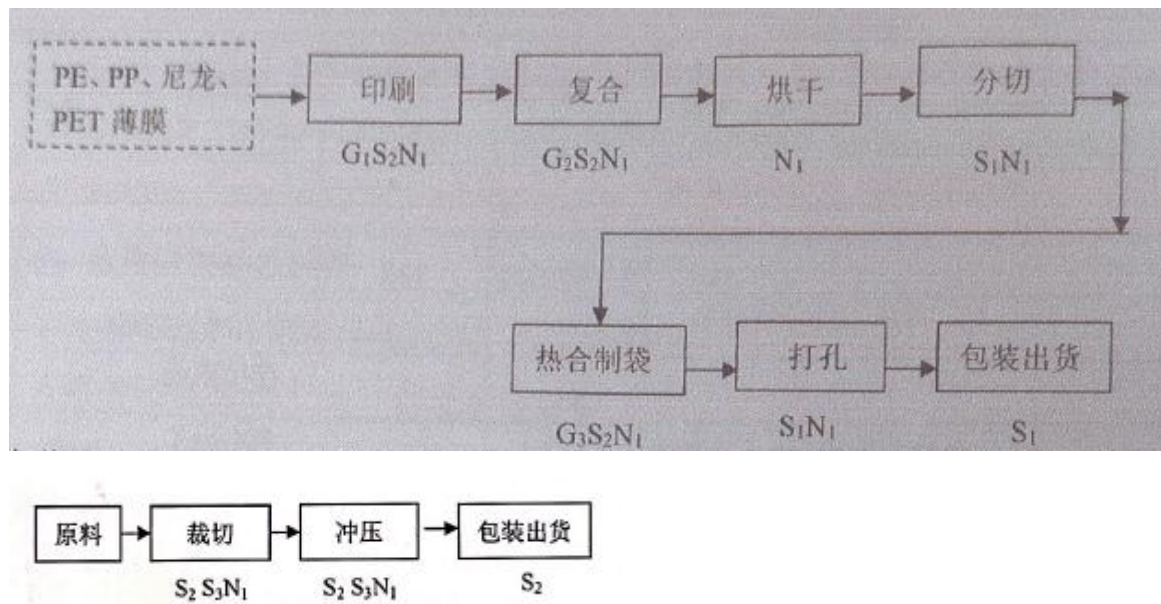 PE、PP、尼龙、
PET 薄膜
印刷
复合
烘干
分切
G₁S₂N₁
G₂S₂N₁
N₁
S₁N₁
热合制袋
打孔
包装出货
G₃S₂N₁
S₁N₁
S₁
原料
裁切
冲压
包装出货
S₂ S₃N₁
S₂ S₃N₁
S₂